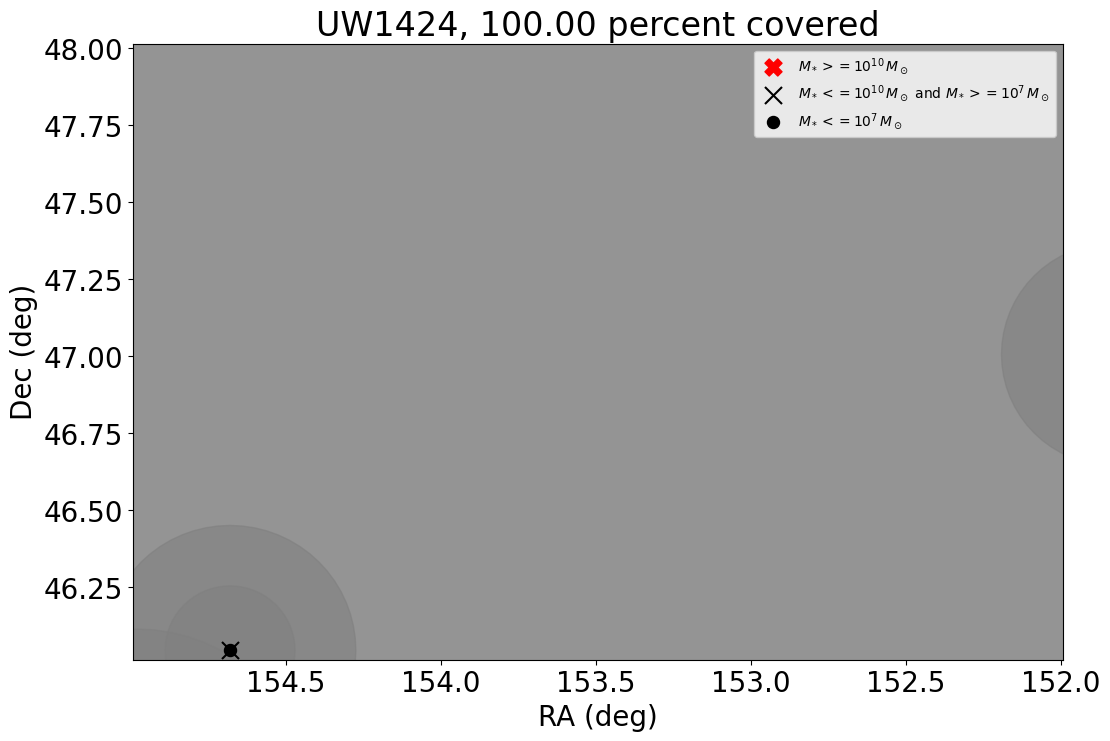 UW1424, 100.00 percent covered
48.00
47.75
47.50
47.25
47.00
46.75
46.50
46.25
Dec (deg)
M* >= 10^10 M⊙
M* <= 10^10 M⊙ and M* >= 10^7 M⊙
M* <= 10^7 M⊙
154.5 154.0 153.5 153.0 152.5 152.0
RA (deg)